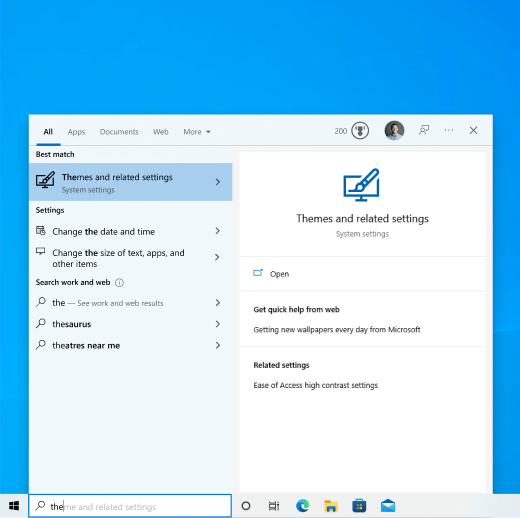 All Apps Documents Web More 200
Best match
Themes and related settings
System settings
Settings
Change the date and time
Change the size of text, apps, and
other items
Search work and web
the — See work and web results
thesaurus
theatres near me
Themes and related settings
System settings
Open
Get quick help from web
Getting new wallpapers every day from Microsoft
Related settings
Ease of Access high contrast settings
theme and related settings